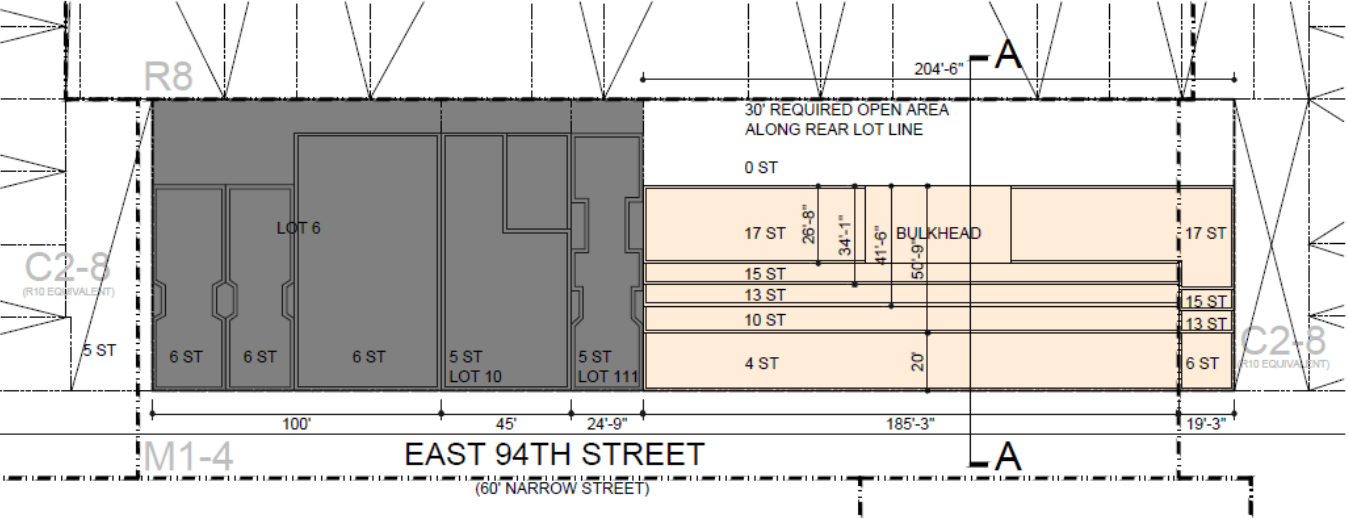 R8
A
204'-6"
30' REQUIRED OPEN AREA
ALONG REAR LOT LINE
0 ST
LOT 6
17 ST
26'-8"
34'-1"
41'-6"
BULKHEAD
50'-9"
17 ST
C2-8
(R10 EQUIVALENT)
15 ST
13 ST
10 ST
15 ST
13 ST
5 ST
6 ST
6 ST
6 ST
5 ST
LOT 10
5 ST
LOT 111
4 ST
20'
6 ST
C2-8
(R10 EQUIVALENT)
100'
45'
24'-9"
185'-3"
19'-3"
M1-4
EAST 94TH STREET
A
(60' NARROW STREET)